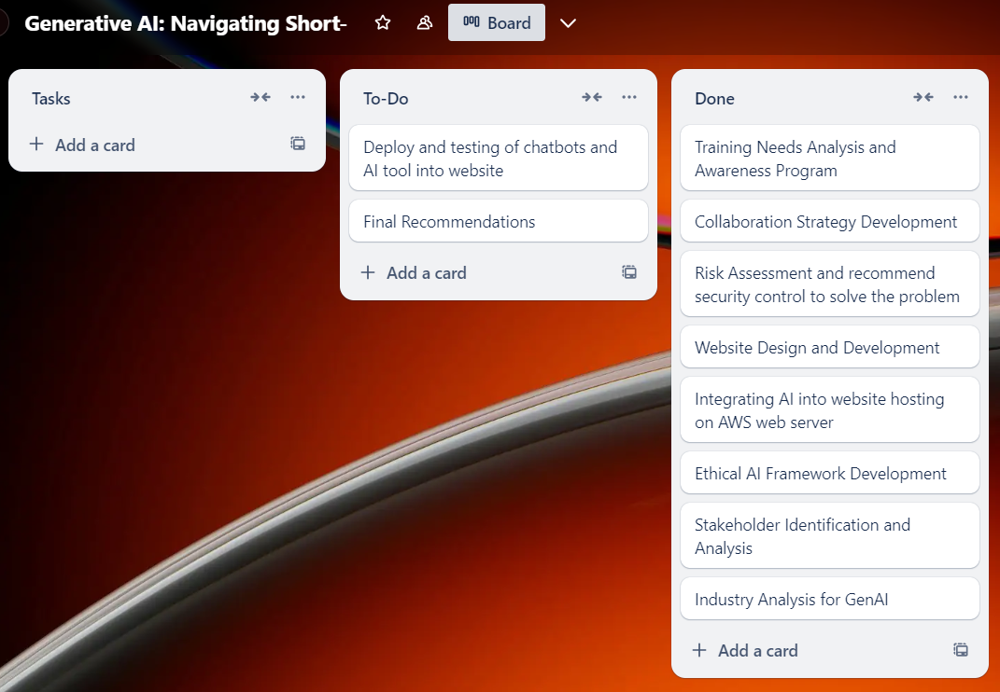 Generative AI: Navigating Short-
Board
Tasks
Add a card
To-Do
Deploy and testing of chatbots and
AI tool into website
Final Recommendations
Add a card
Done
Training Needs Analysis and
Awareness Program
Collaboration Strategy Development
Risk Assessment and recommend
security control to solve the problem
Website Design and Development
Integrating AI into website hosting
on AWS web server
Ethical AI Framework Development
Stakeholder Identification and
Analysis
Industry Analysis for GenAI
Add a card